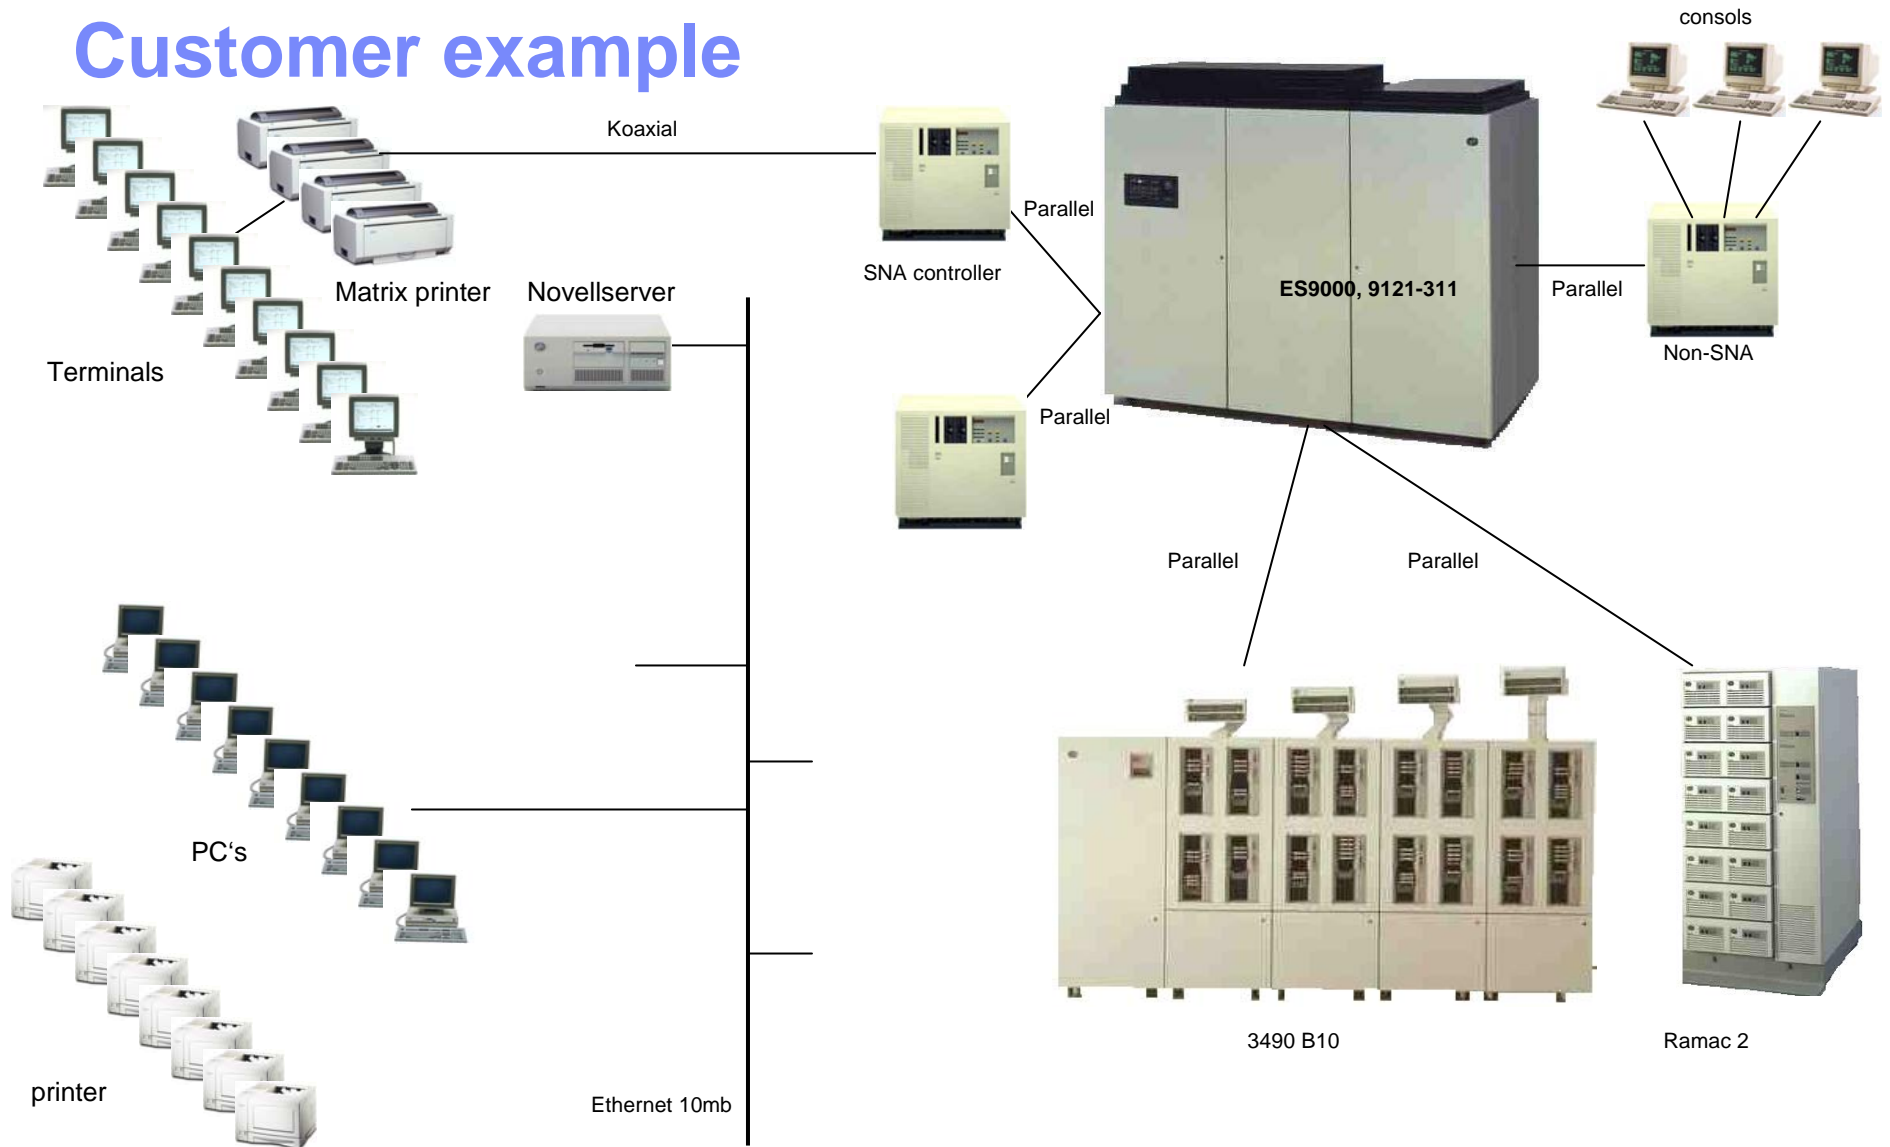 Customer example
consols
Koaxial
Parallel
SNA controller
ES9000, 9121-311
Parallel
Non-SNA
Matrix printer
Novellserver
Terminals
Parallel
Parallel
Parallel
PC‘s
3490 B10
Ramac 2
printer
Ethernet 10mb